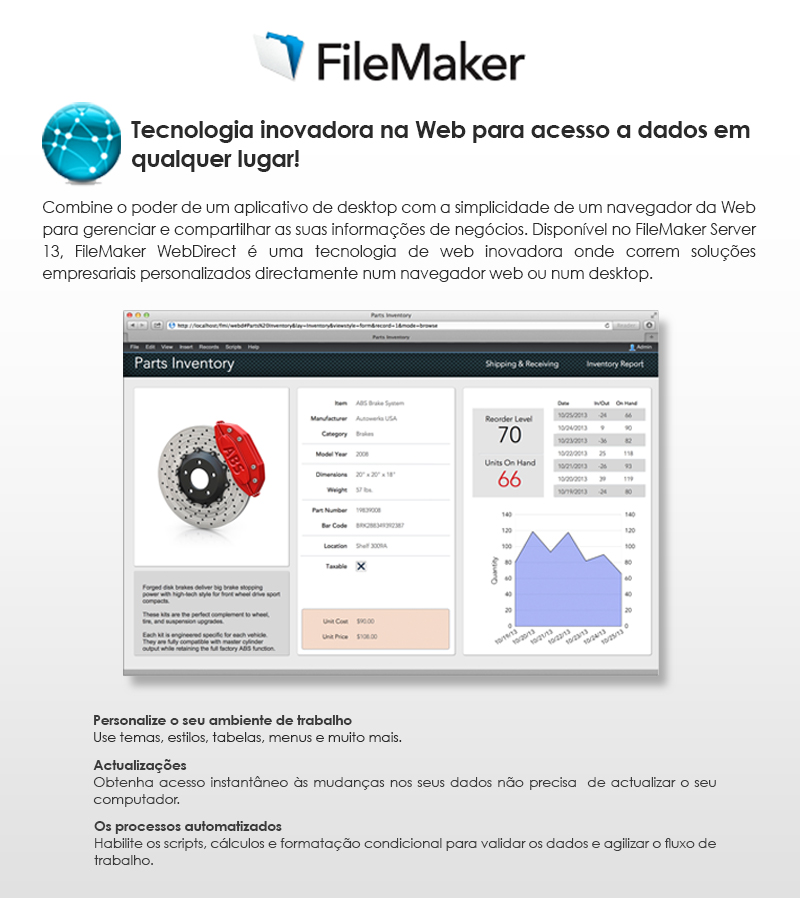 FileMaker
Tecnologia inovadora na Web para acesso a dados em
qualquer lugar!
Combine o poder de um aplicativo de desktop com a simplicidade de um navegador da Web
para gerenciar e compartilhar as suas informações de negócios. Disponível no FileMaker Server
13, FileMaker WebDirect é uma tecnologia de web inovadora onde correm soluções
empresariais personalizados directamente num navegador web ou num desktop.
Parts Inventory
http://localhost/fmi/webd#Parts%20Inventory&lay=Inventory&viewstyle=form&record=1&mode=browse
Reader
Parts Inventory
File Edit View Insert Records Scripts Help Admin
Parts Inventory Shipping & Receiving Inventory Report
ABS
Forged disk brakes deliver big brake stopping
power with high-tech style for front wheel drive sport
compacts.
These kits are the perfect complement to wheel,
tire, and suspension upgrades.
Each kit is engineered specific for each vehicle.
They are fully compatible with master cylinder
output while retaining the full factory ABS function.
Item ABS Brake System
Manufacturer Autowerks USA
Category Brakes
Model Year 2008
Dimensions 20" x 20" x 18"
Weight 57 lbs.
Part Number 19839008
Bar Code BRK288349392387
Location Shelf 3009A
Taxable
Unit Cost $90.00
Unit Price $108.00
Reorder Level
70
Units On Hand
66
Date In/Out On Hand
10/25/2013 -24 66
10/24/2013 9 90
10/23/2013 -36 82
10/22/2013 25 118
10/21/2013 -26 93
10/20/2013 39 119
10/19/2013 -24 80
140 140
120 120
100 100
80 80
60 60
40 40
20 20
0 0
Quantity
10/19/13 10/20/13 10/21/13 10/22/13 10/23/13 10/24/13 10/25/13
Personalize o seu ambiente de trabalho
Use temas, estilos, tabelas, menus e muito mais.
Actualizações
Obtenha acesso instantâneo às mudanças nos seus dados não precisa de actualizar o seu
computador.
Os processos automatizados
Habilite os scripts, cálculos e formatação condicional para validar os dados e agilizar o fluxo de
trabalho.